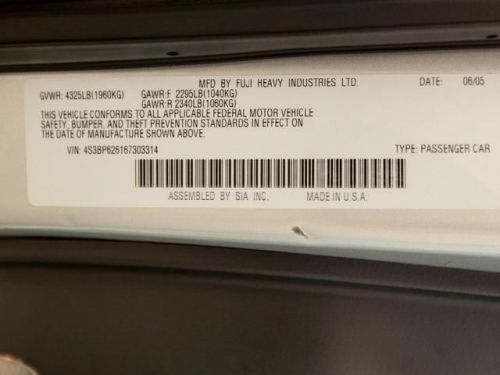 MFD BY FUJI HEAVY INDUSTRIES LTD. DATE: 06/05
GVWR: 4325LB(1960KG) GAWR:F 2295LB(1040KG)
GAWR:R 2340LB(1060KG)
THIS VEHICLE CONFORMS TO ALL APPLICABLE FEDERAL MOTOR VEHICLE
SAFETY, BUMPER, AND THEFT PREVENTION STANDARDS IN EFFECT ON
THE DATE OF MANUFACTURE SHOWN ABOVE.
VIN: 4S3BP626167303314 TYPE: PASSENGER CAR
ASSEMBLED BY SIA INC. MADE IN U.S.A.